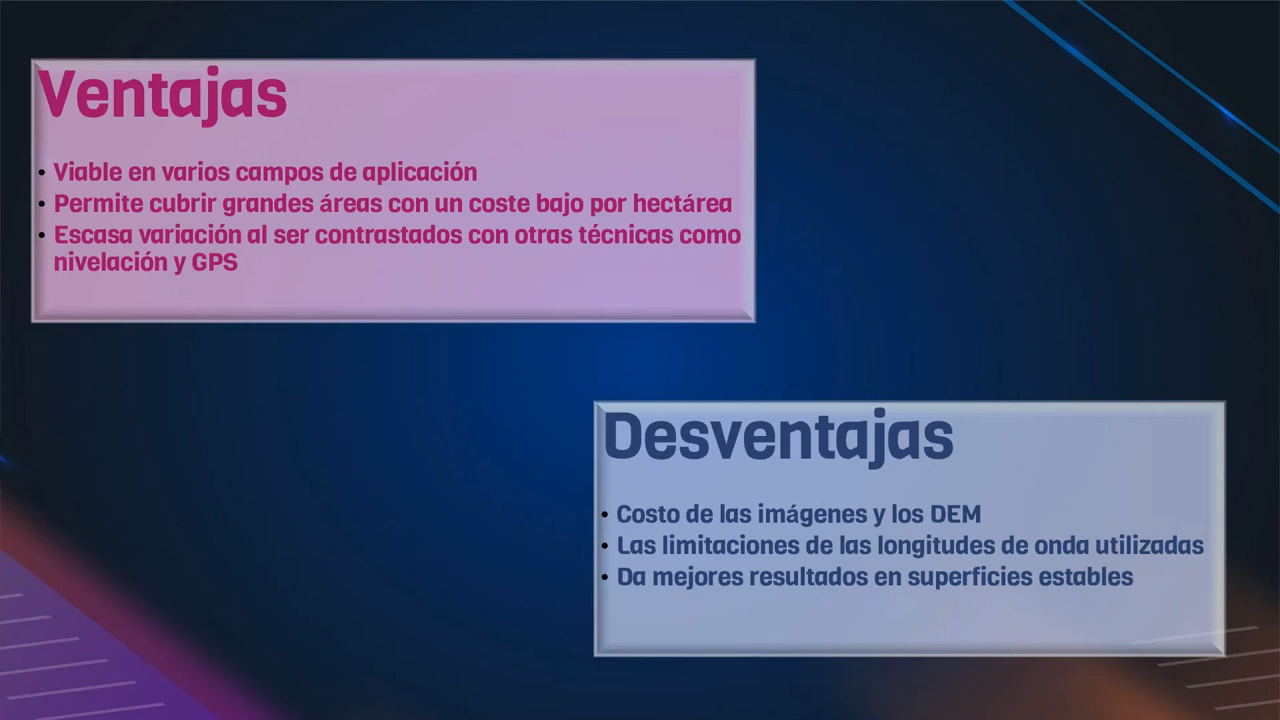 Ventajas
• Viable en varios campos de aplicación
• Permite cubrir grandes áreas con un coste bajo por hectárea
• Escasa variación al ser contrastados con otras técnicas como
nivelación y GPS
Desventajas
• Costo de las imágenes y los DEM
• Las limitaciones de las longitudes de onda utilizadas
• Da mejores resultados en superficies estables